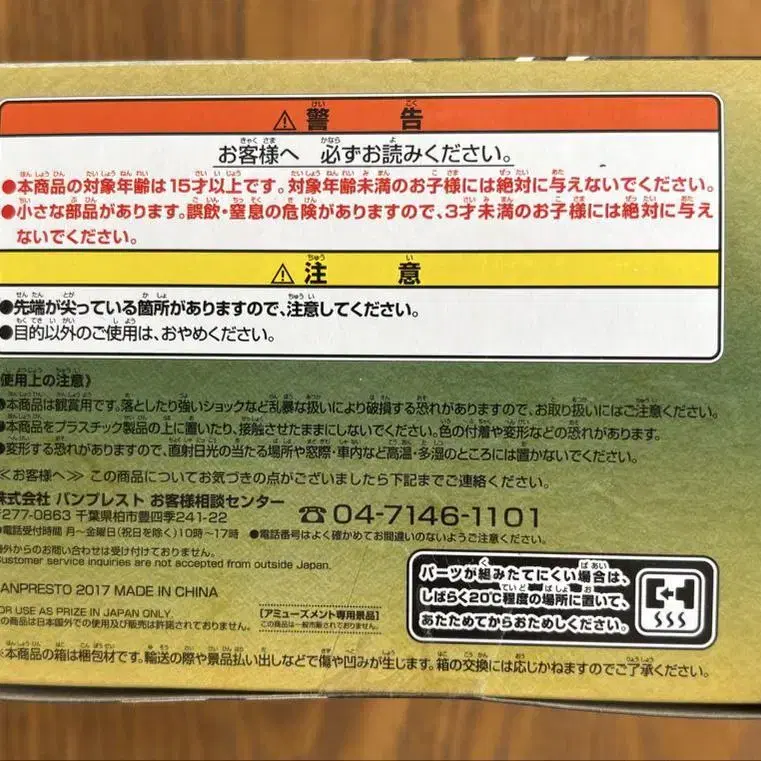 ⚠警 告
お客様へ 必ずお読みください。
●本商品の対象年齢は15才以上です。対象年齢未満のお子様には絶対に与えないでください。
●小さな部品があります。誤飲・窒息の危険がありますので、3才未満のお子様には絶対に与え
ないでください。
⚠注 意
●先端が尖っている箇所がありますので、注意してください。
●目的以外のご使用は、おやめください。
使用上の注意》
●本商品は観賞用です。落としたり強いショックなど乱暴な扱いにより破損する恐れがありますので、お取り扱いにはご注意ください。
●本商品をプラスチック製品の上に置いたり、接触させたままにしないでください。色の付着や変形などの恐れがあります。
●変形する恐れがありますので、直射日光の当たる場所や窓際・車内など高温・多湿のところには置かないでください。
≪お客様へ≫ この商品についてお気づきの点がございましたら下記までご連絡ください。
株式会社 バンプレスト お客様相談センター
〒277-0863 千葉県柏市豊四季241-22
☎04-7146-1101
●電話受付時間 月~金曜日(祝日を除く)10時~17時 ●電話番号はよく確かめてお間違いのないようご注意ください。
海外からのお問い合わせは受け付けておりません。
Customer service inquiries are not accepted from outside Japan.
ANPRESTO 2017 MADE IN CHINA
FOR USE AS PRIZE IN JAPAN ONLY.
の商品は日本国外での使用及び販売は許諾されておりません。
[アミューズメント専用景品]
この商品は一般市販されておりません。
パーツが組みたてにくい場合は、
しばらく20℃程度の場所に置いて、
あたためてからおためしください。
※本商品の箱は梱包材です。輸送の際や景品払い出しなどで傷や凹みが生じます。箱の交換には応じかねますのでご了承ください。